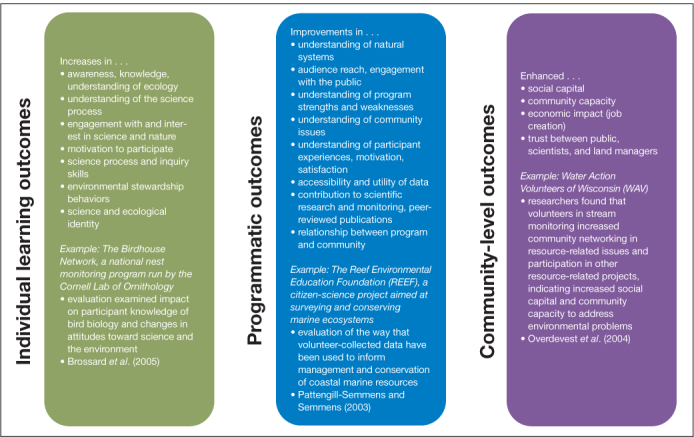 Individual learning outcomes
Increases in . . .
• awareness, knowledge,
understanding of ecology
• understanding of the science
process
• engagement with and inter-
est in science and nature
• motivation to participate
• science process and inquiry
skills
• environmental stewardship
behaviors
• science and ecological
identity
Example: The Birdhouse
Network, a national nest
monitoring program run by the
Cornell Lab of Ornithology
• evaluation examined impact
on participant knowledge of
bird biology and changes in
attitudes toward science and
the environment
• Brossard et al. (2005)
Programmatic outcomes
Improvements in . . .
• understanding of natural
systems
• audience reach, engagement
with the public
• understanding of program
strengths and weaknesses
• understanding of community
issues
• understanding of participant
experiences, motivation,
satisfaction
• accessibility and utility of data
• contribution to scientific
research and monitoring, peer-
reviewed publications
• relationship between program
and community
Example: The Reef Environmental
Education Foundation (REEF), a
citizen-science project aimed at
surveying and conserving
marine ecosystems
• evaluation of the way that
volunteer-collected data have
been used to inform
management and conservation
of coastal marine resources
• Pattengill-Semmens and
Semmens (2003)
Community-level outcomes
Enhanced . . .
• social capital
• community capacity
• economic impact (job
creation)
• trust between public,
scientists, and land managers
Example: Water Action
Volunteers of Wisconsin (WAV)
• researchers found that
volunteers in stream
monitoring increased
community networking in
resource-related issues and
participation in other
resource-related projects,
indicating increased social
capital and community
capacity to address
environmental problems
• Overdevest et al. (2004)